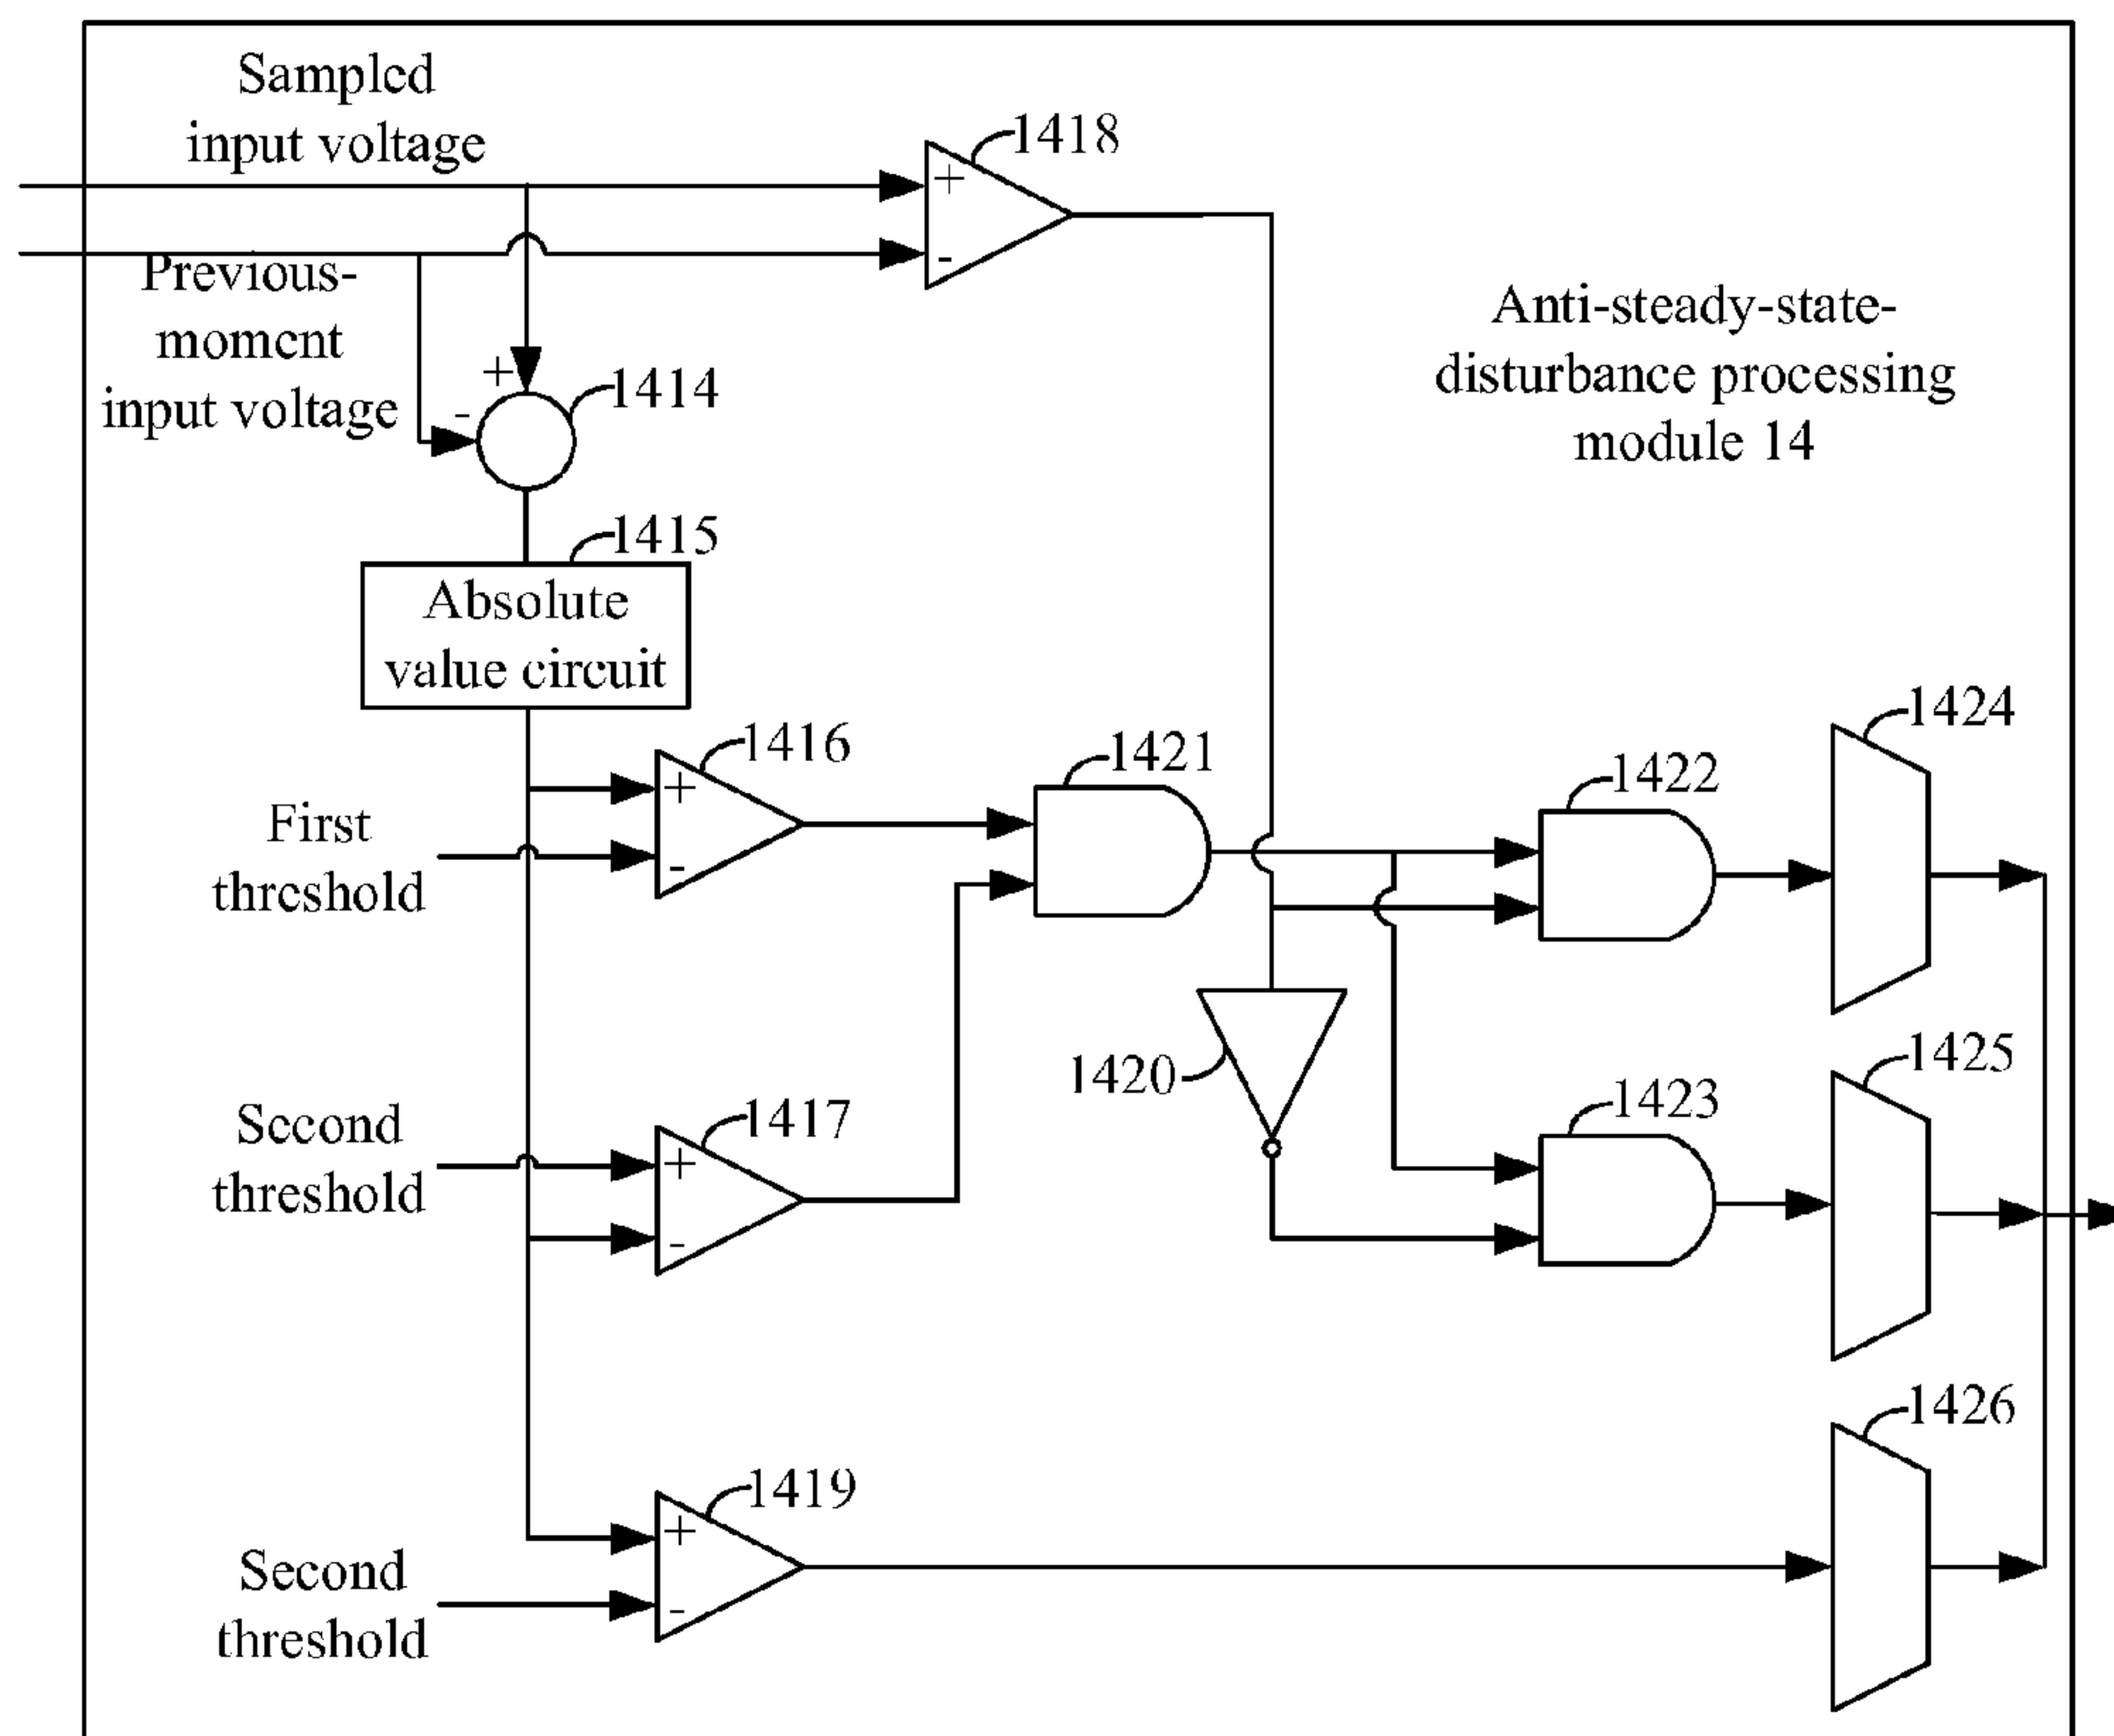 Sampled
input voltage
1418
Previous-
moment
input voltage
+
-
+
-
1414
Anti-steady-state-
disturbance processing
module 14
1415
Absolute
value circuit
1416
+
-
First
threshold
1421
1422
1424
1420
1417
+
-
Second
threshold
1423
1425
1419
+
-
Second
threshold
1426